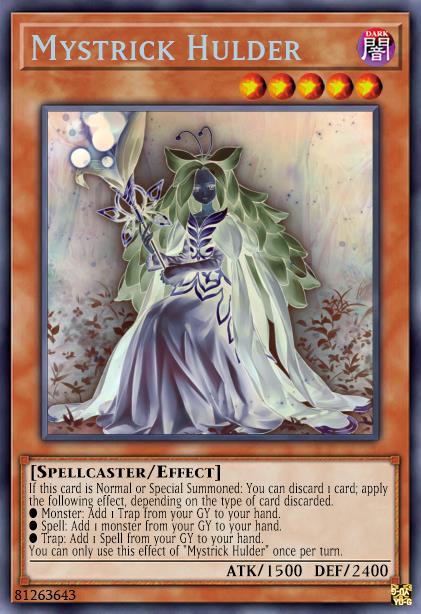 MYSTRICK HULDER
DARK
闇
[SPELLCASTER/EFFECT]
If this card is Normal or Special Summoned: You can discard 1 card; apply
the following effect, depending on the type of card discarded.
● Monster: Add 1 Trap from your GY to your hand.
● Spell: Add 1 monster from your GY to your hand.
● Trap: Add 1 Spell from your GY to your hand.
You can only use this effect of "Mystrick Hulder" once per turn.
ATK/1500 DEF/2400
81263643